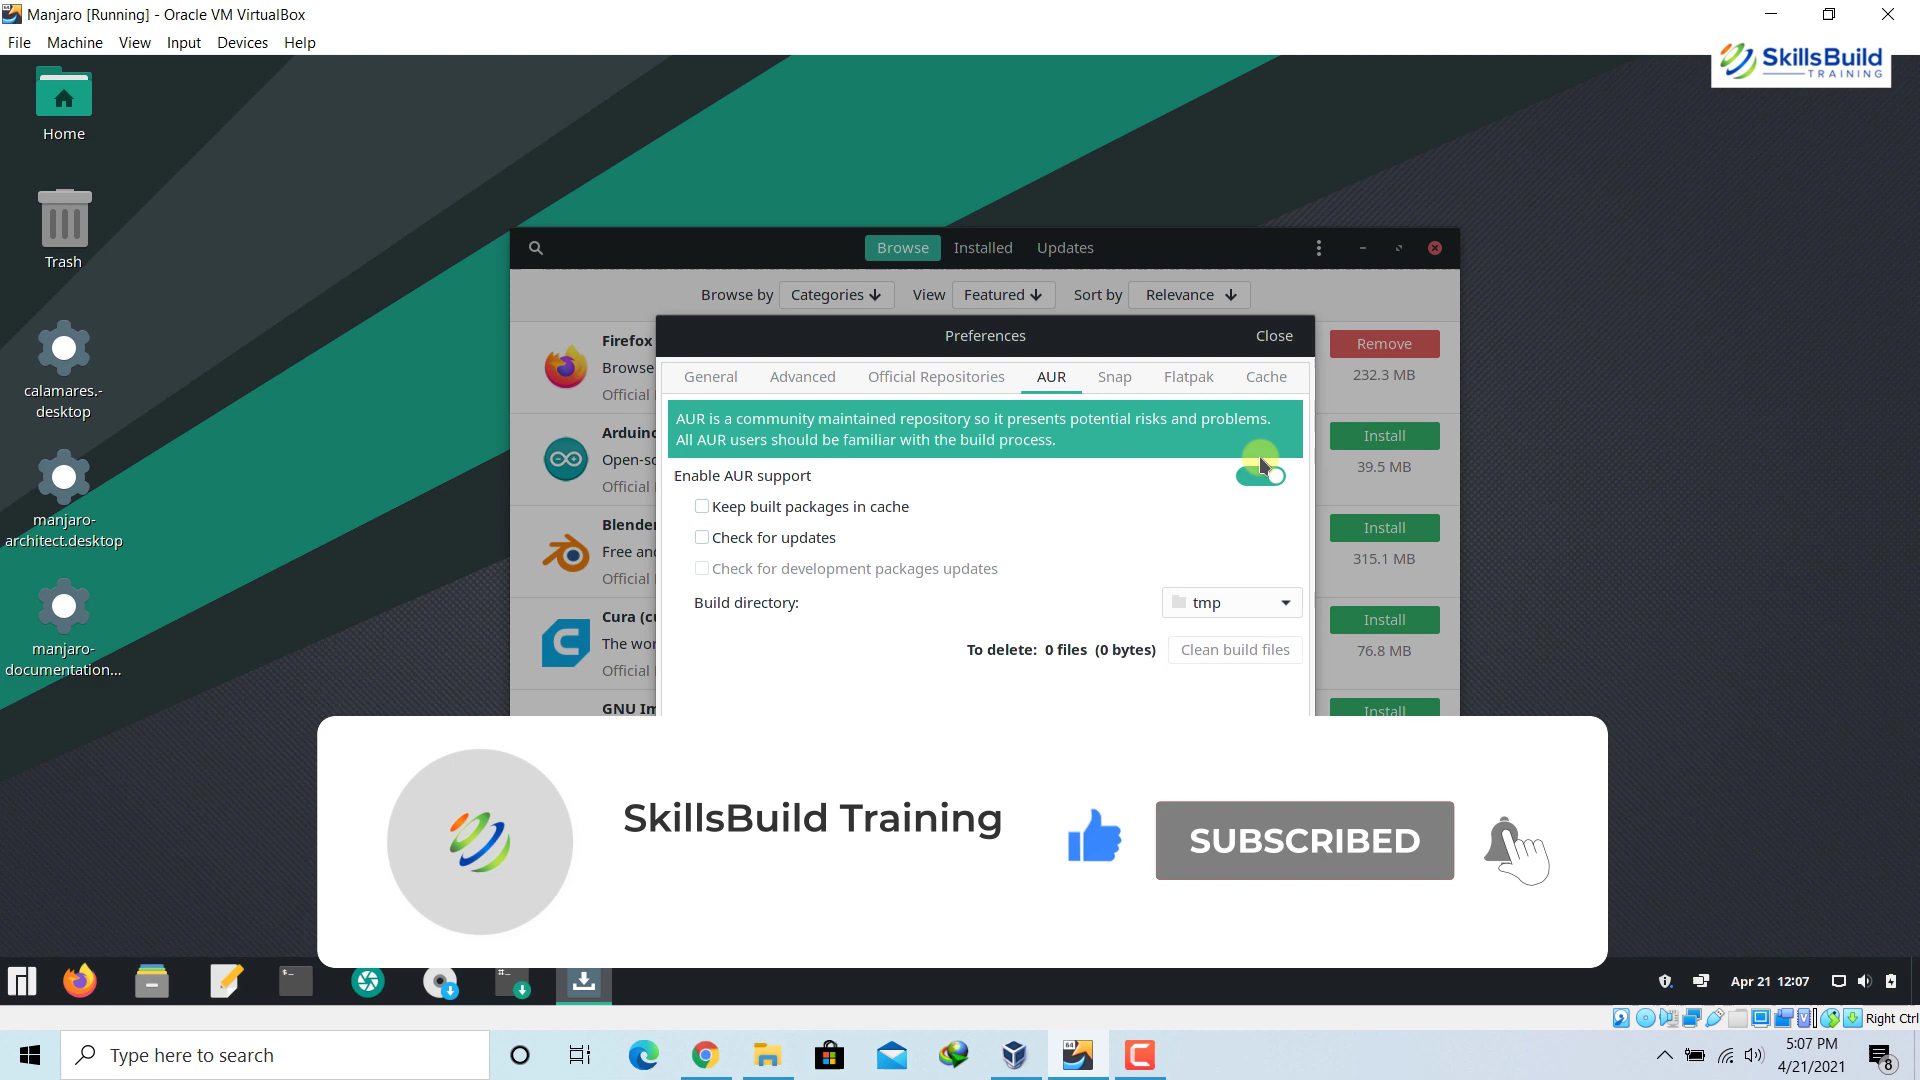 Manjaro [Running] - Oracle VM VirtualBox
File Machine View Input Devices Help
SkillsBuild
TRAINING
Home
Trash
calamares.-
desktop
manjaro-
architect.desktop
manjaro-
documentation...
Browse Installed Updates
Browse by Categories View Featured Sort by Relevance
Preferences Close
General Advanced Official Repositories AUR Snap Flatpak Cache
AUR is a community maintained repository so it presents potential risks and problems.
All AUR users should be familiar with the build process.
Enable AUR support
Keep built packages in cache
Check for updates
Check for development packages updates
Build directory: tmp
To delete: 0 files (0 bytes) Clean build files
Firefox
Browse
Official
Remove
232.3 MB
Arduino
Open-so
Official
Install
39.5 MB
Blender
Free and
Official
Install
315.1 MB
Cura (cu
The wor
Official
Install
76.8 MB
GNU Im
Install
SkillsBuild Training
SUBSCRIBED
Apr 21 12:07
Right Ctrl
Type here to search
64
5:07 PM
4/21/2021
8